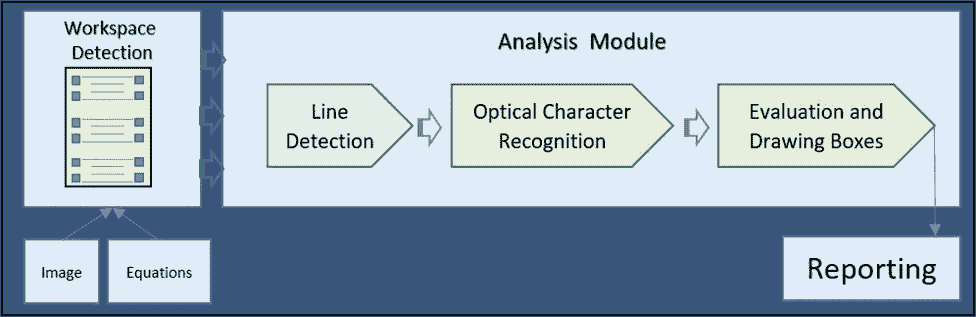 Workspace
Detection
Analysis Module
Line
Detection
Optical Character
Recognition
Evaluation and
Drawing Boxes
Image
Equations
Reporting